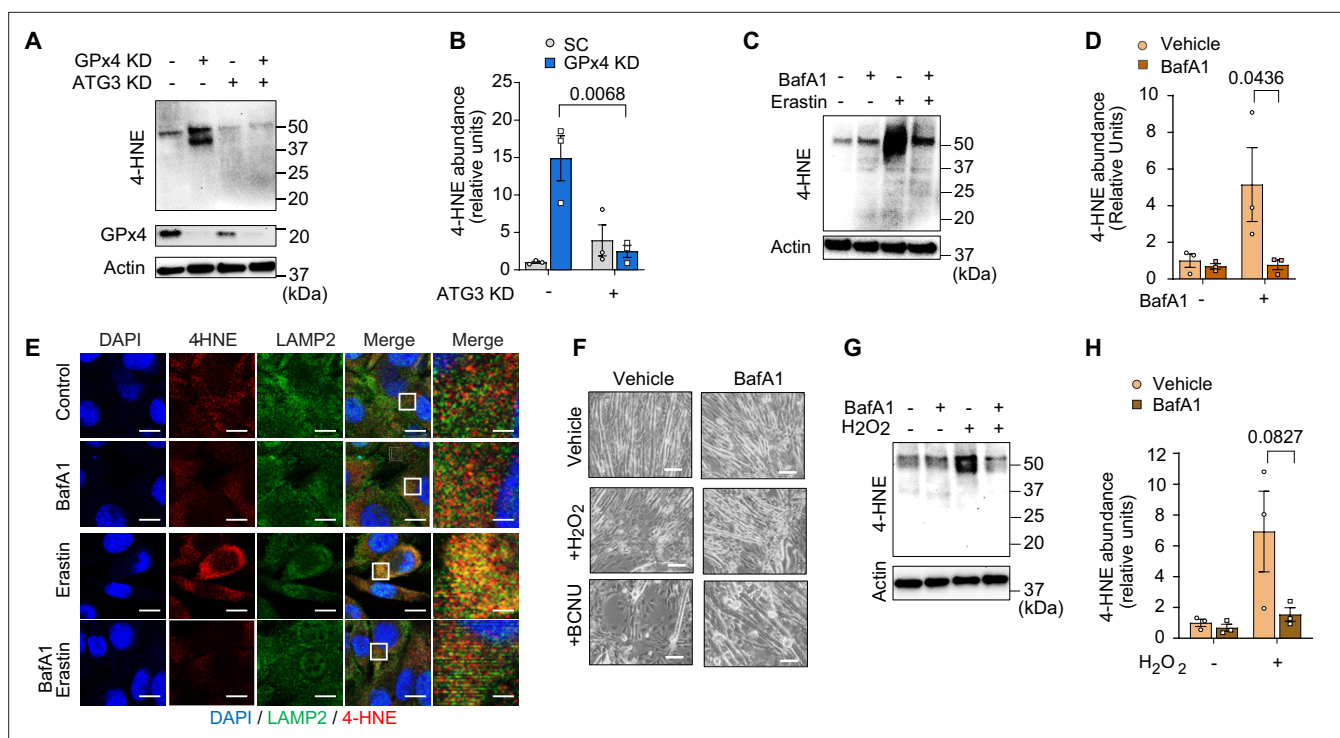 A
GPx4 KD - + - +
ATG3 KD - - + +
4-HNE
50
37
25
20
GPx4
20
Actin
37
(kDa)
B
SC
GPx4 KD
0.0068
4-HNE abundance
(relative units)
20
15
10
5
0
ATG3 KD - +
C
BafA1 - + - +
Erastin - - + +
4-HNE
50
37
25
20
Actin
37
D
Vehicle
BafA1
0.0436
4-HNE abundance
(Relative Units)
10
8
6
4
2
0
BafA1 - +
E
DAPI 4HNE LAMP2 Merge Merge
Control
BafA1
Erastin
BafA1
Erastin
DAPI / LAMP2 / 4-HNE
F
Vehicle BafA1
Vehicle
+H2O2
+BCNU
G
BafA1 - + - +
H2O2 - - + +
4-HNE
50
37
25
20
Actin
37
(kDa)
H
Vehicle
BafA1
0.0827
4-HNE abundance
(relative units)
12
10
8
6
4
2
0
H2O2 - +